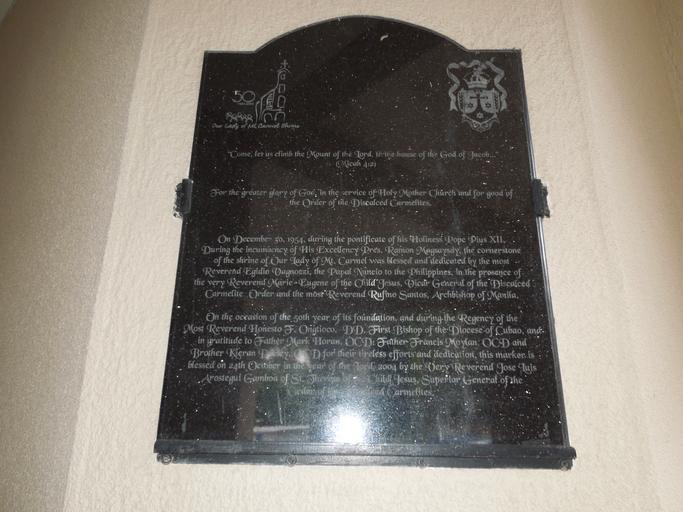 50
Our Lady of Mt. Carmel Shrine
"Come, let us climb the Mount of the Lord, to the house of the God of Jacob..."
(Micah 4:2)
For the greater glory of God, in the service of Holy Mother Church and for good of
the Order of the Discalced Carmelites.
On December 30, 1954, during the pontificate of his Holiness Pope Pius XII,
During the incumbency of His Excellency Pres. Ramon Magsaysay, the cornerstone
of the shrine of Our Lady of Mt. Carmel was blessed and dedicated by the most
Reverend Egidio Vagnozzi, the Papal Nuncio to the Philippines, in the presence of
the very Reverend Marie-Eugene of the Child Jesus, Vicar General of the Discalced
Carmelite Order and the most Reverend Rufino Santos, Archbishop of Manila.
On the occasion of the 50th year of its foundation, and during the Regency of the
Most Reverend Honesto F. Ongtioco, DD. First Bishop of the Diocese of Cubao, and
in gratitude to Father Mark Horan, OCD; Father Francis Moylan, OCD and
Brother Kieran OCD for their tireless efforts and dedication, this marker is
blessed on 24th October in the year of the Lord, 2004 by the Very Reverend Jose Luis
Arostegui Gamboa of St. Theresa of the Child Jesus, Superior General of the
Order of the Discalced Carmelites.